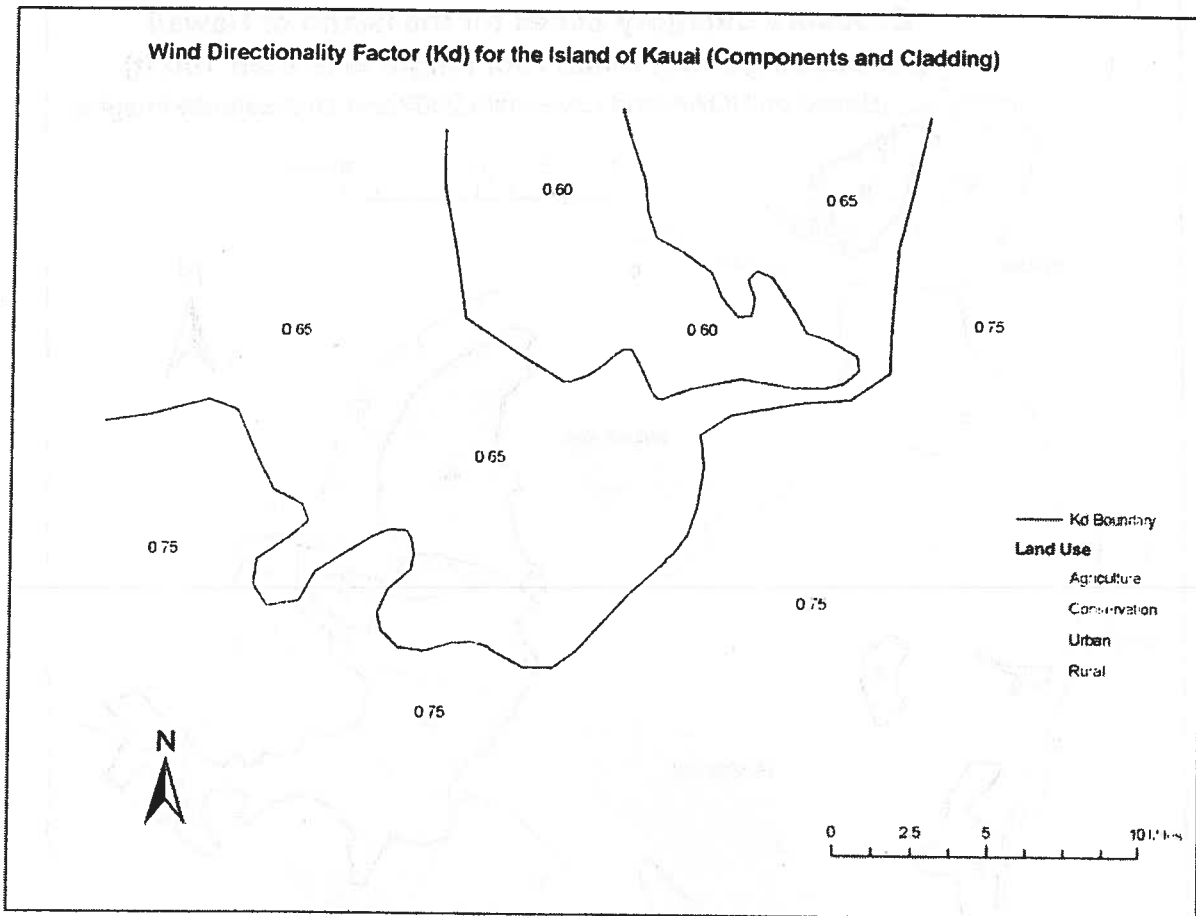 Wind Directionality Factor (Kd) for the Island of Kauai (Components and Cladding)
0 60
0 65
0 65
0 60
0 75
0 65
0 75
0 75
0 75
Kd Boundary
Land Use
Agriculture
Conservation
Urban
Rural
N
0 2 5 5 10